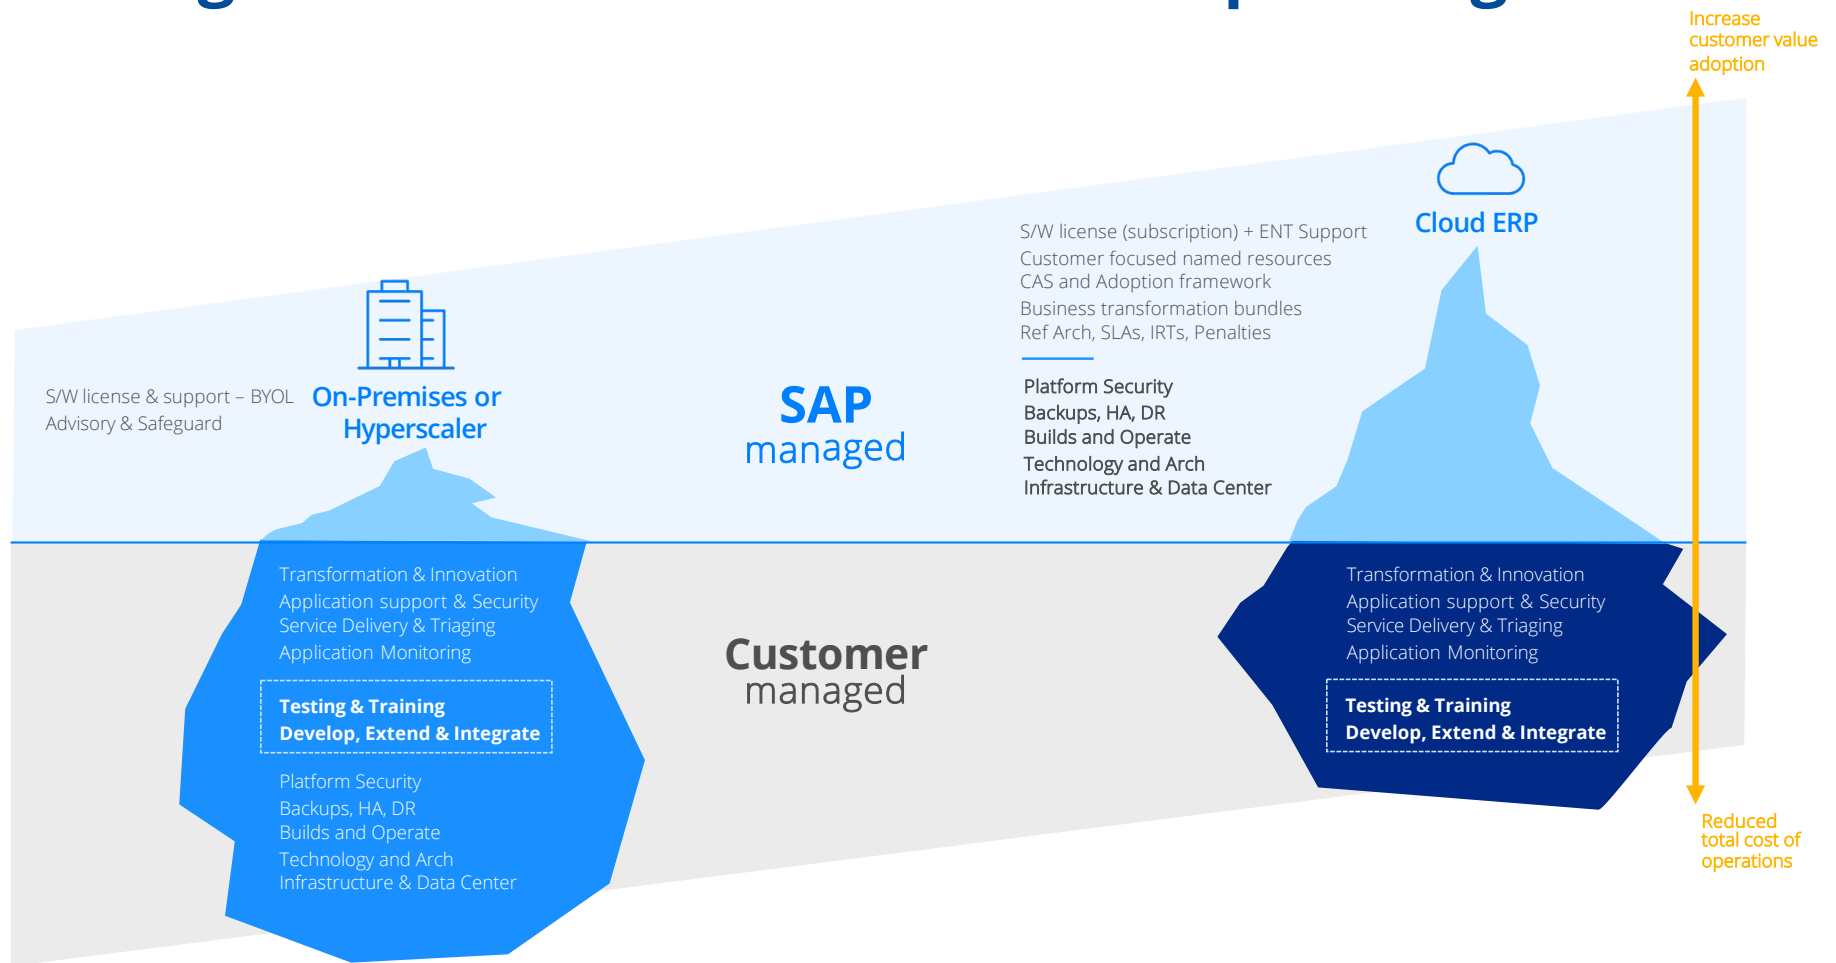 Increase
customer value
adoption
Cloud ERP
S/W license (subscription) + ENT Support
Customer focused named resources
CAS and Adoption framework
Business transformation bundles
Ref Arch, SLAs, IRTs, Penalties
Platform Security
Backups, HA, DR
Builds and Operate
Technology and Arch
Infrastructure & Data Center
S/W license & support – BYOL
Advisory & Safeguard
On-Premises or
Hyperscaler
SAP
managed
Transformation & Innovation
Application support & Security
Service Delivery & Triaging
Application Monitoring
Testing & Training
Develop, Extend & Integrate
Platform Security
Backups, HA, DR
Builds and Operate
Technology and Arch
Infrastructure & Data Center
Customer
managed
Transformation & Innovation
Application support & Security
Service Delivery & Triaging
Application Monitoring
Testing & Training
Develop, Extend & Integrate
Reduced
total cost of
operations